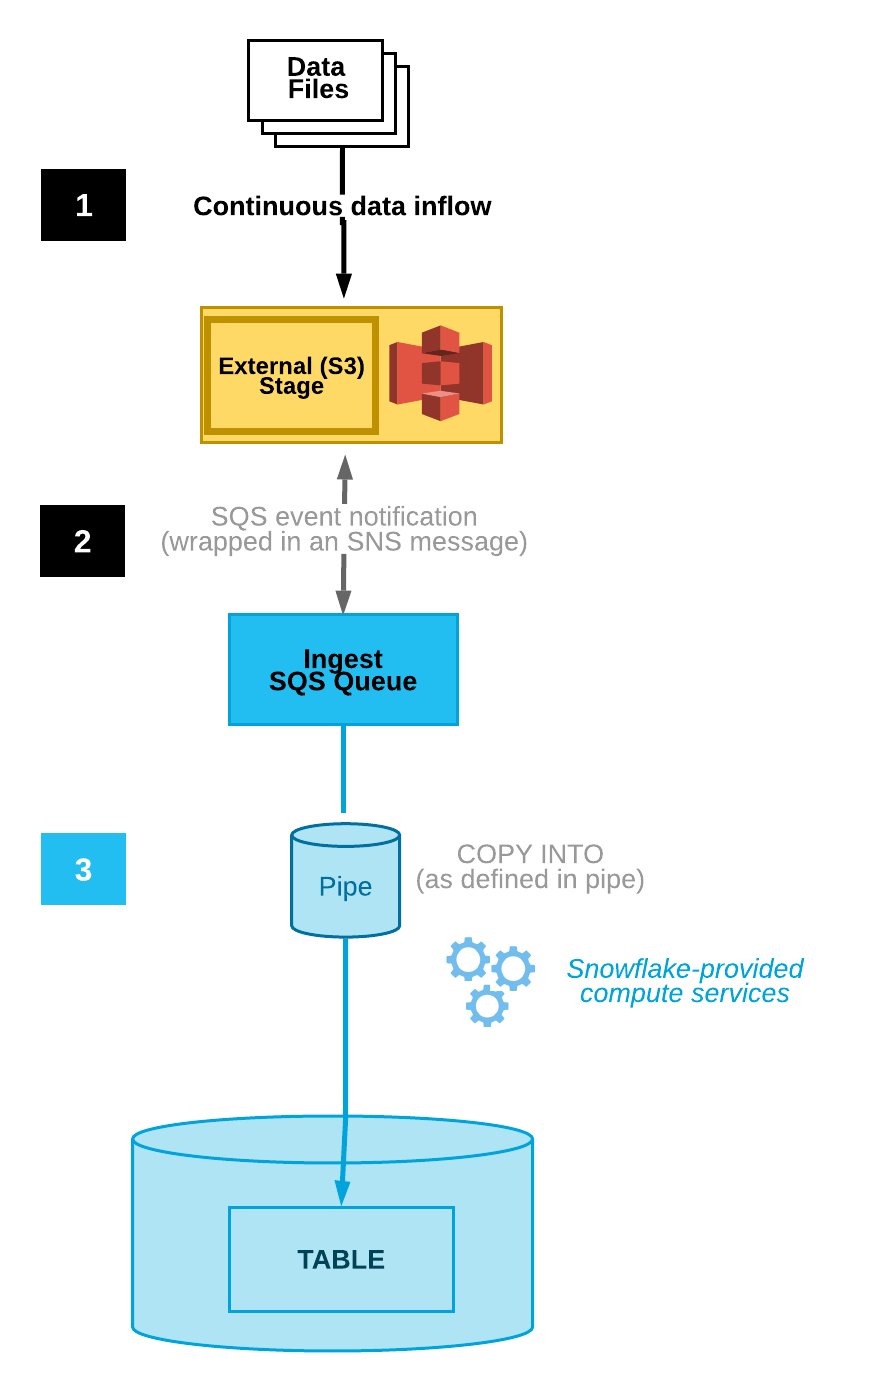 Data
Files
1
Continuous data inflow
External (S3)
Stage
2
SQS event notification
(wrapped in an SNS message)
Ingest
SQS Queue
3
Pipe
COPY INTO
(as defined in pipe)
Snowflake-provided
compute services
TABLE